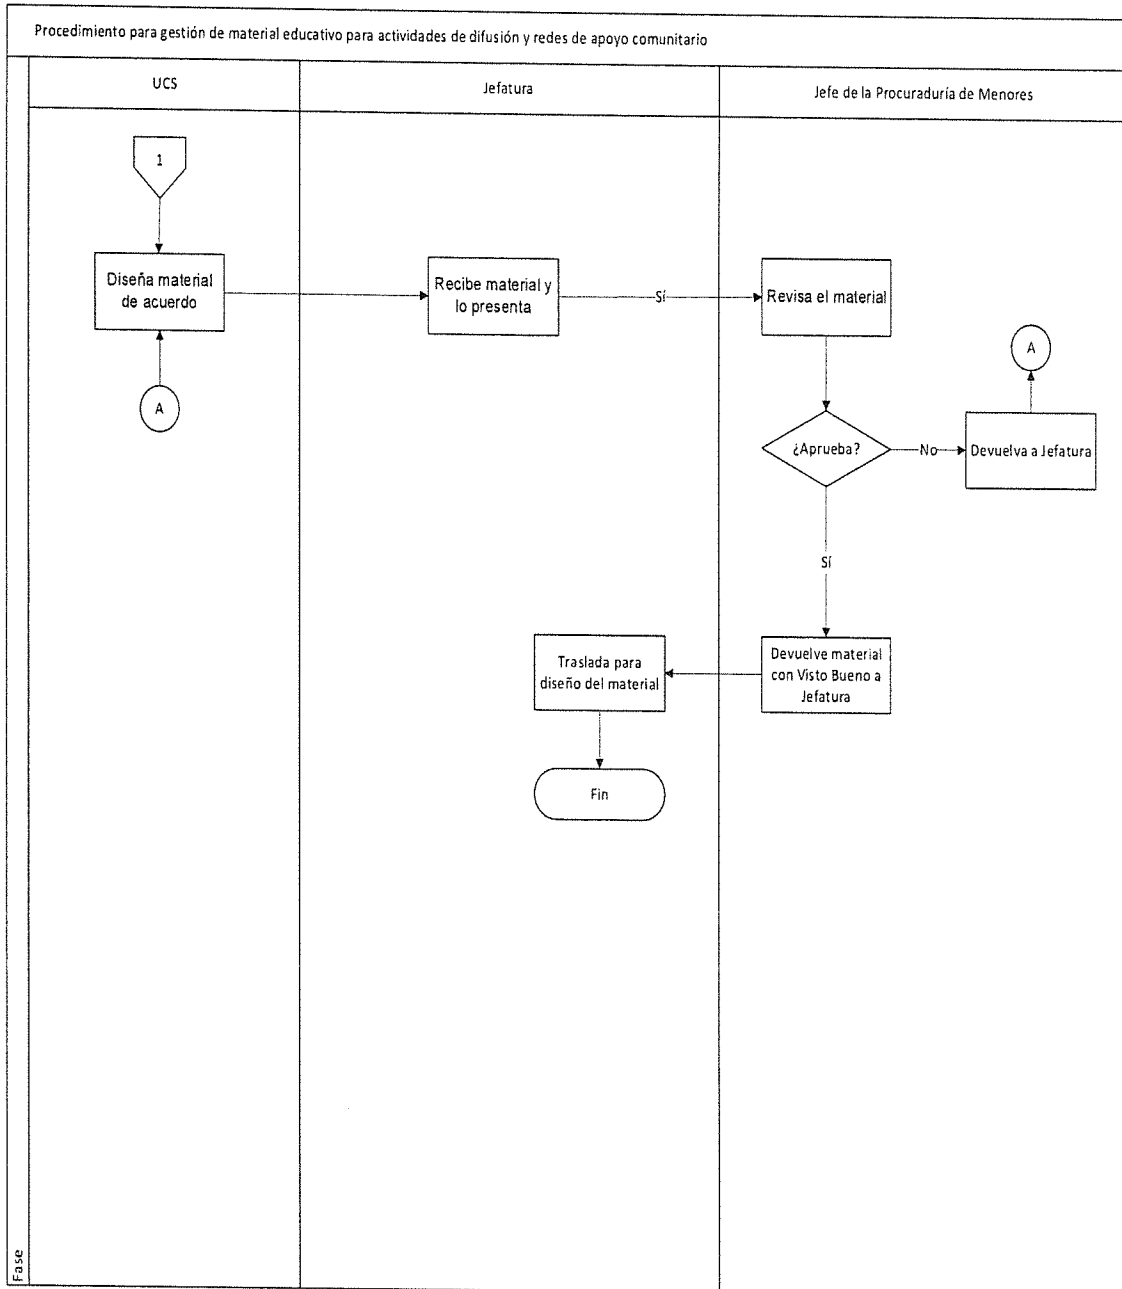 Procedimiento para gestión de material educativo para actividades de difusión y redes de apoyo comunitario
UCS
Jefatura
Jefe de la Procuraduría de Menores
1
Diseña material
de acuerdo
Recibe material y
lo presenta
Sí
Revisa el material
A
A
¿Aprueba?
No
Devuelva a Jefatura
Sí
Traslada para
diseño del material
Devuelve material
con Visto Bueno a
Jefatura
Fin
Fase